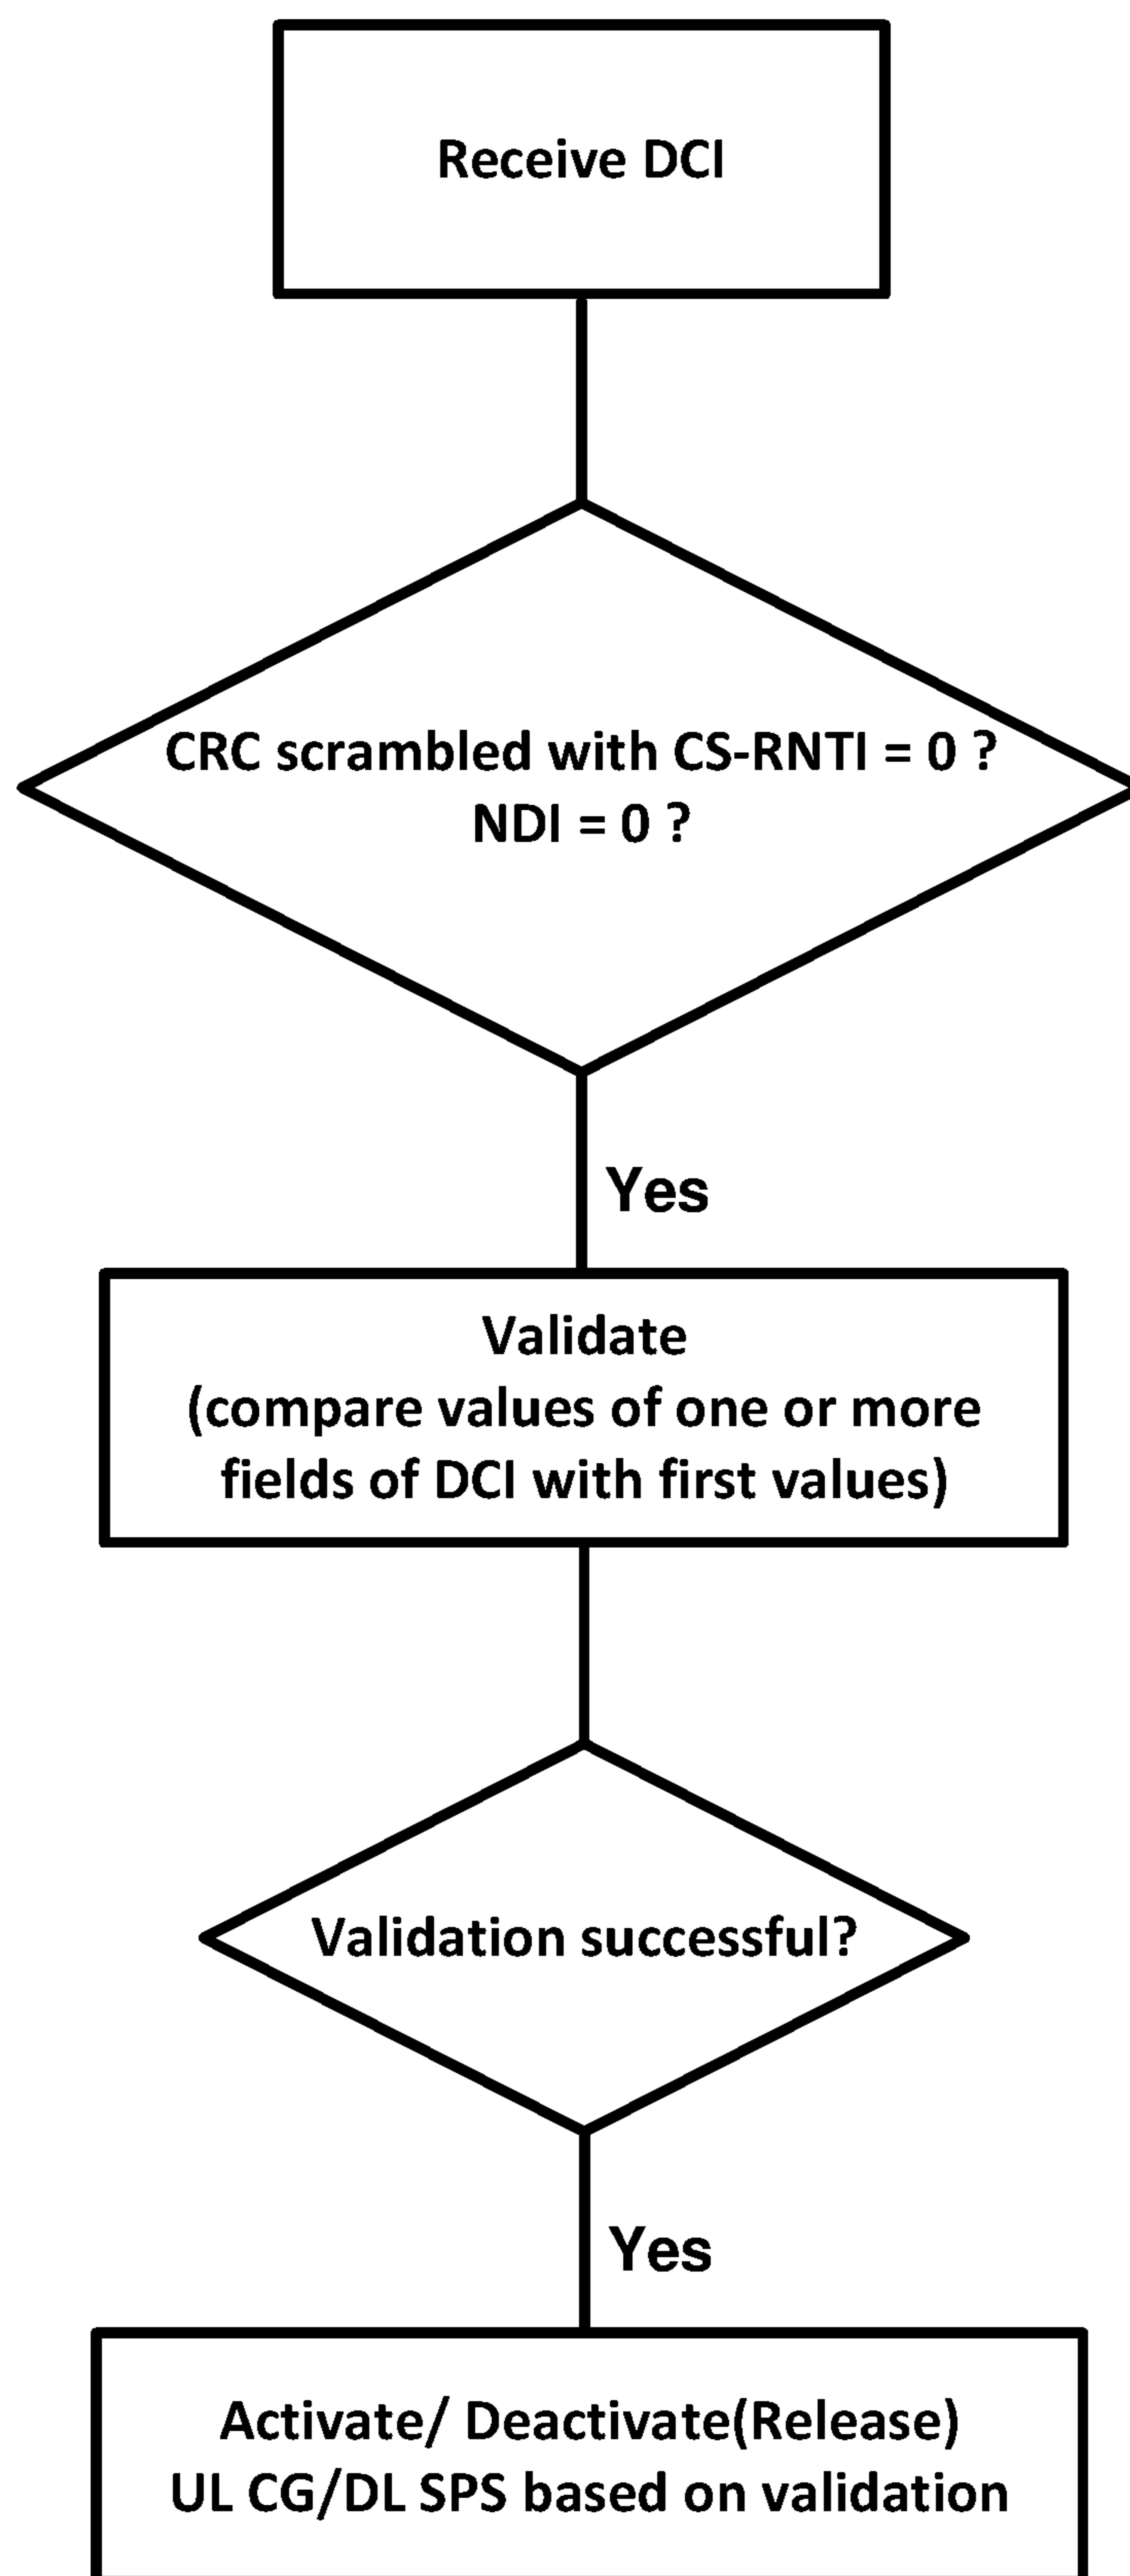 Receive DCI
CRC scrambled with CS-RNTI = 0 ?
NDI = 0 ?
Yes
Validate
(compare values of one or more
fields of DCI with first values)
Validation successful?
Yes
Activate/ Deactivate(Release)
UL CG/DL SPS based on validation